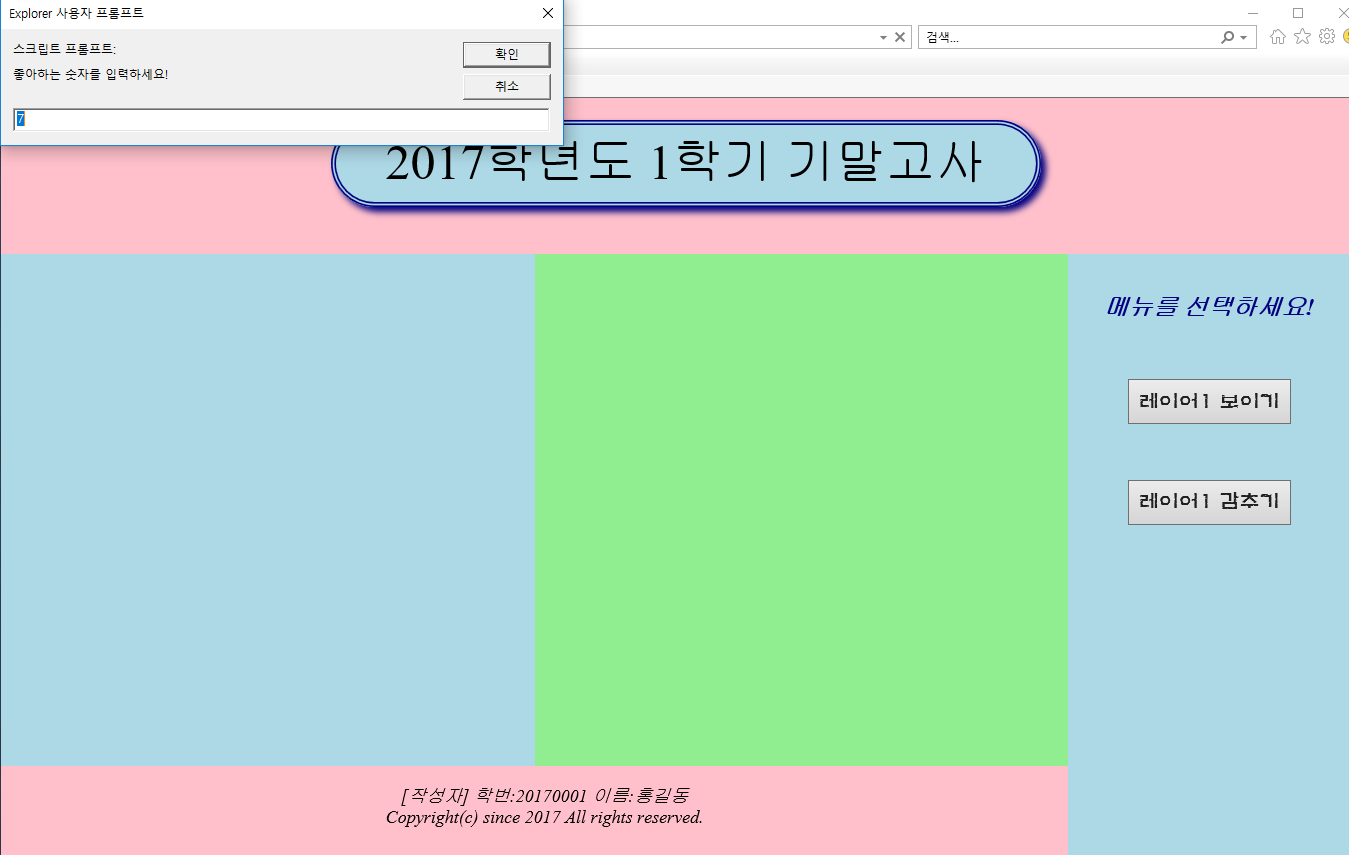 Explorer 사용자 프롬프트
스크립트 프롬프트:
좋아하는 숫자를 입력하세요!
확인
취소
7
검색...
2017학년도 1학기 기말고사
메뉴를 선택하세요!
레이어1 보이기
레이어1 감추기
[작성자] 학번:20170001 이름:홍길동
Copyright(c) since 2017 All rights reserved.